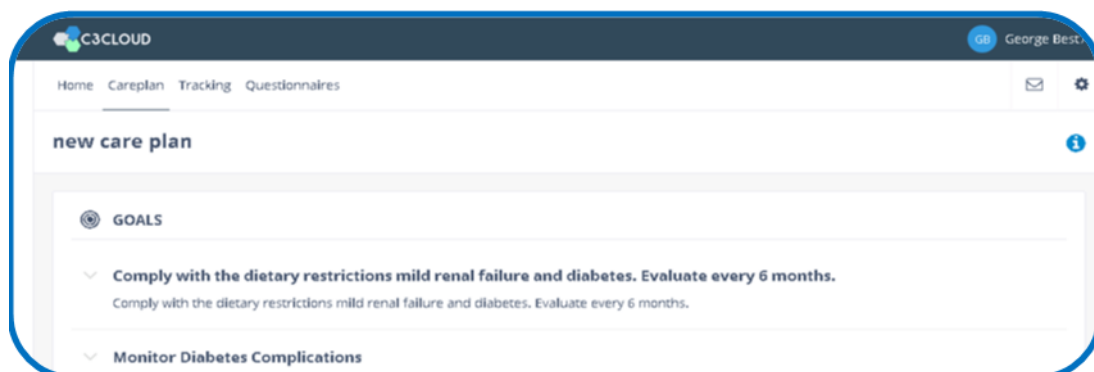 C3CLOUD
GB George Best
Home Careplan Tracking Questionnaires
new care plan
GOALS
Comply with the dietary restrictions mild renal failure and diabetes. Evaluate every 6 months.
Comply with the dietary restrictions mild renal failure and diabetes. Evaluate every 6 months.
Monitor Diabetes Complications